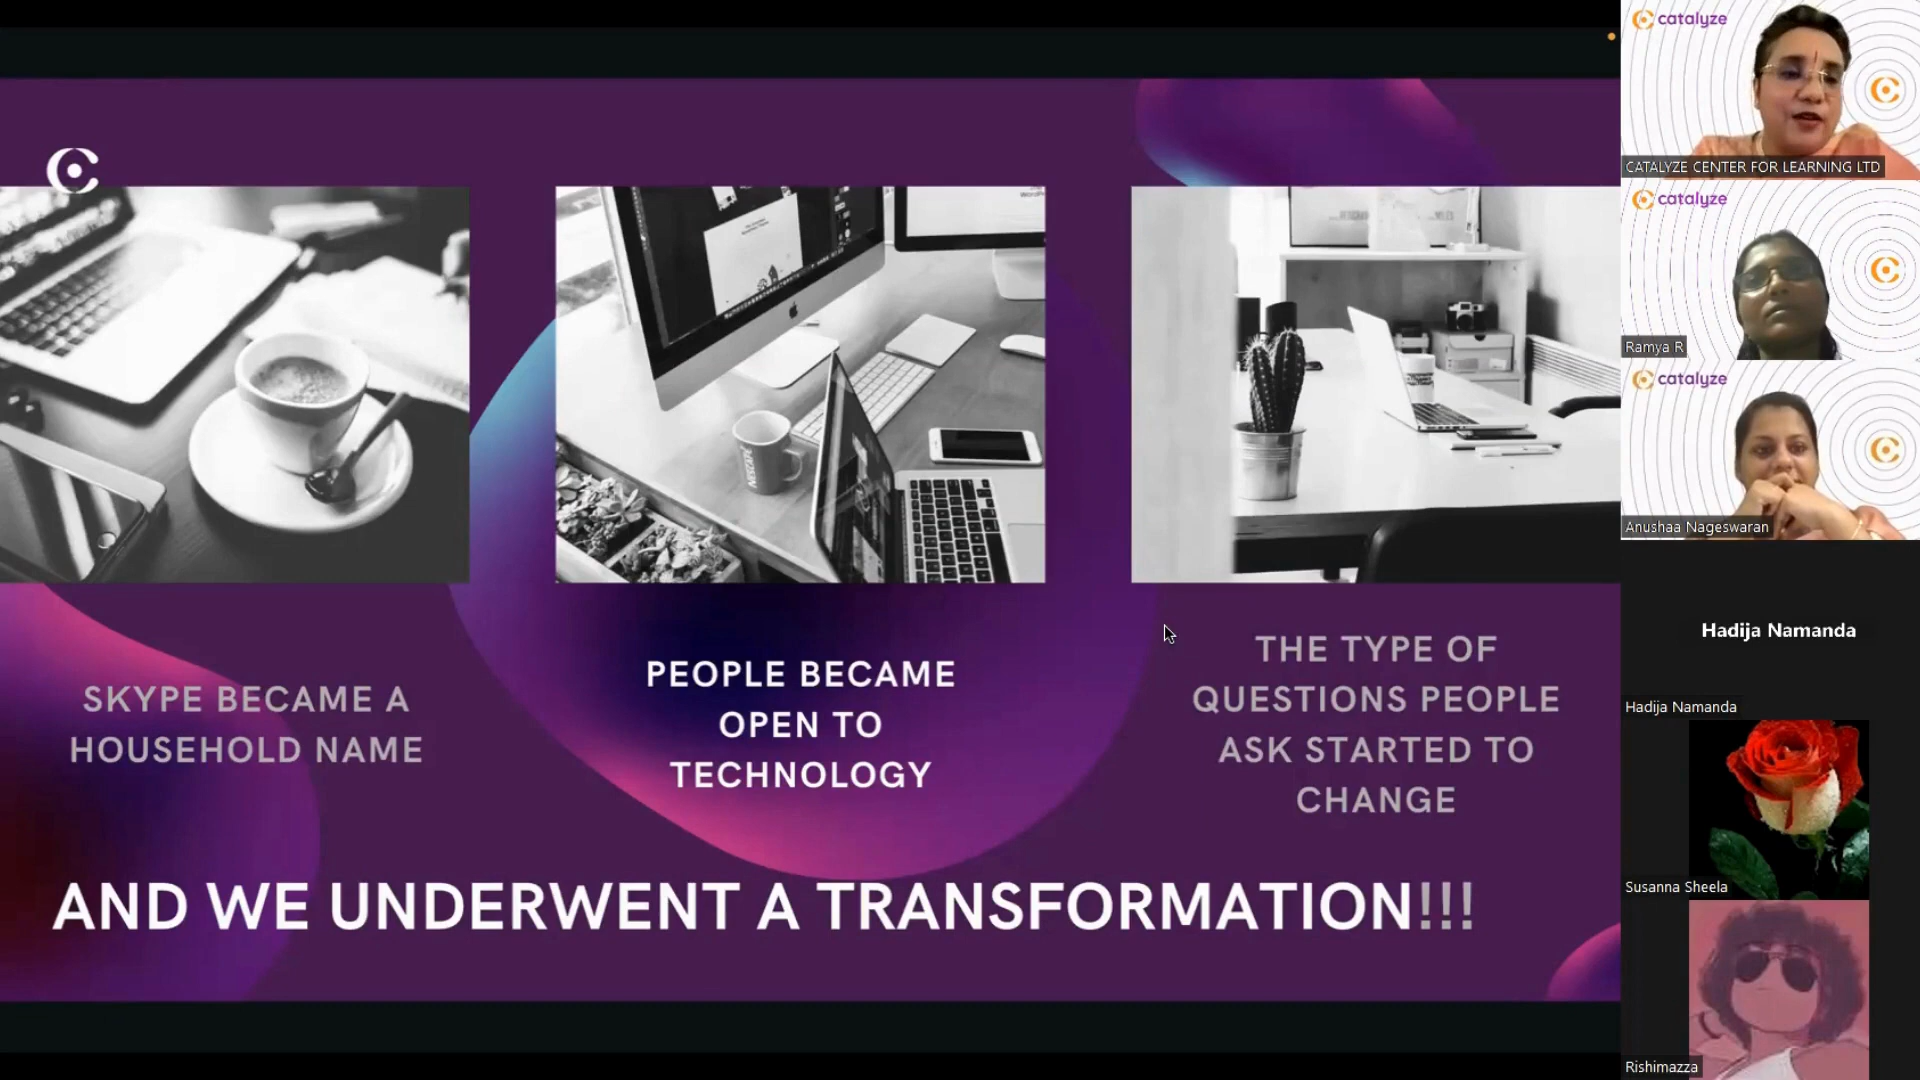 NESCAFÉ
SKYPE BECAME A
HOUSEHOLD NAME
PEOPLE BECAME
OPEN TO
TECHNOLOGY
THE TYPE OF
QUESTIONS PEOPLE
ASK STARTED TO
CHANGE
AND WE UNDERWENT A TRANSFORMATION!!!
catalyze
CATALYZE CENTER FOR LEARNING LTD
catalyze
Ramya R
catalyze
Anushaa Nageswaran
Hadija Namanda
Hadija Namanda
Susanna Sheela
Rishimazza